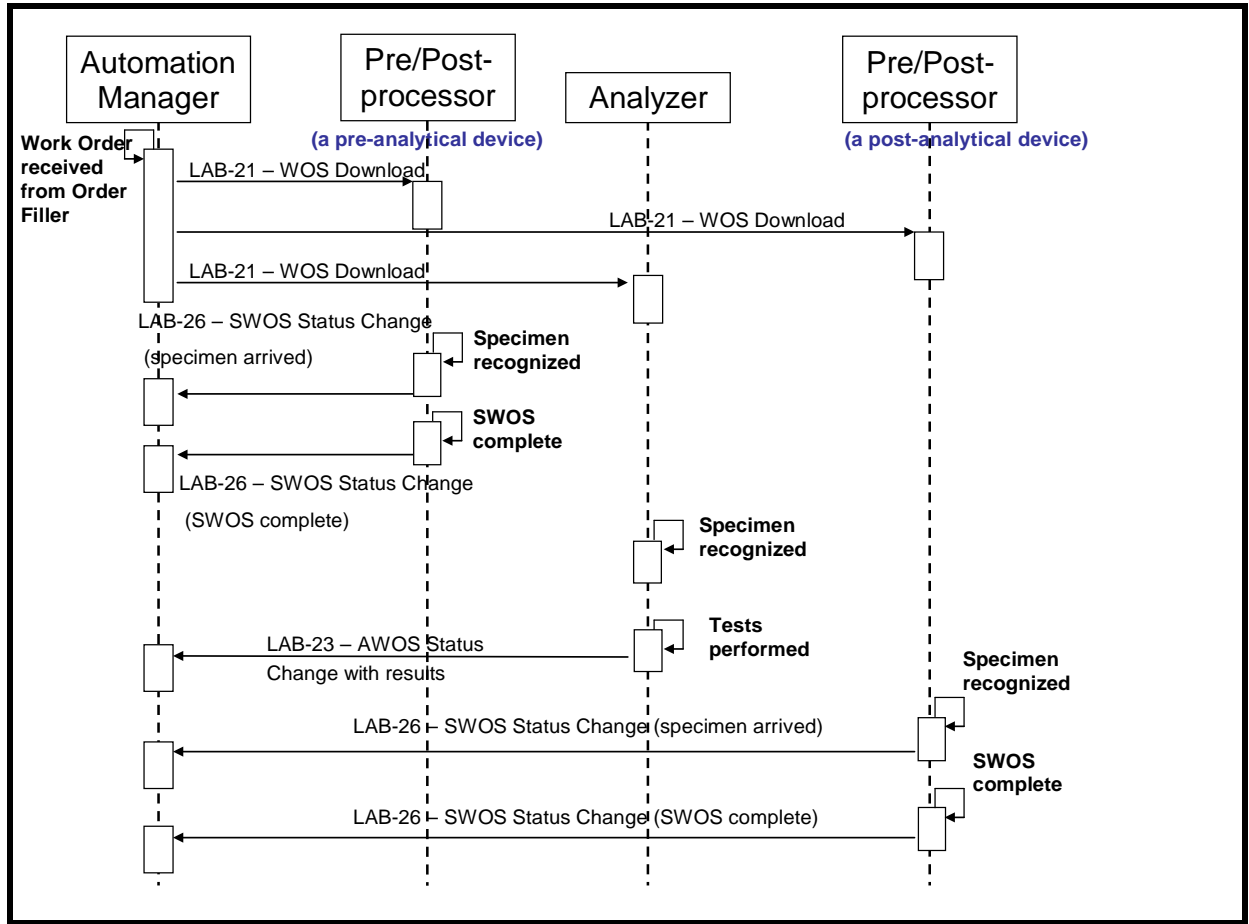 Automation
Manager
Pre/Post-
processor
(a pre-analytical device)
Analyzer
Pre/Post-
processor
(a post-analytical device)
Work Order
received
from Order
Filler
LAB-21 – WOS Download
LAB-21 – WOS Download
LAB-21 – WOS Download
LAB-26 – SWOS Status Change
(specimen arrived)
Specimen
recognized
SWOS
complete
LAB-26 – SWOS Status Change
(SWOS complete)
Specimen
recognized
Tests
performed
LAB-23 – AWOS Status
Change with results
Specimen
recognized
LAB-26 – SWOS Status Change (specimen arrived)
SWOS
complete
LAB-26 – SWOS Status Change (SWOS complete)